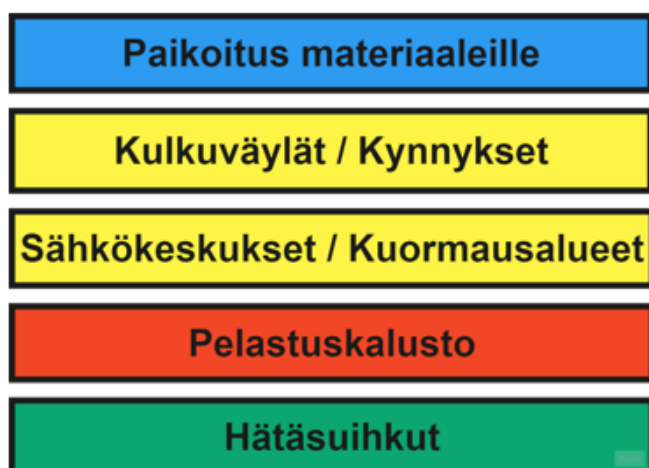 Paikoitus materiaaleille
Kulkuväylät / Kynnykset
Sähkökeskukset / Kuormausalueet
Pelastuskalusto
Hätäsuihkut